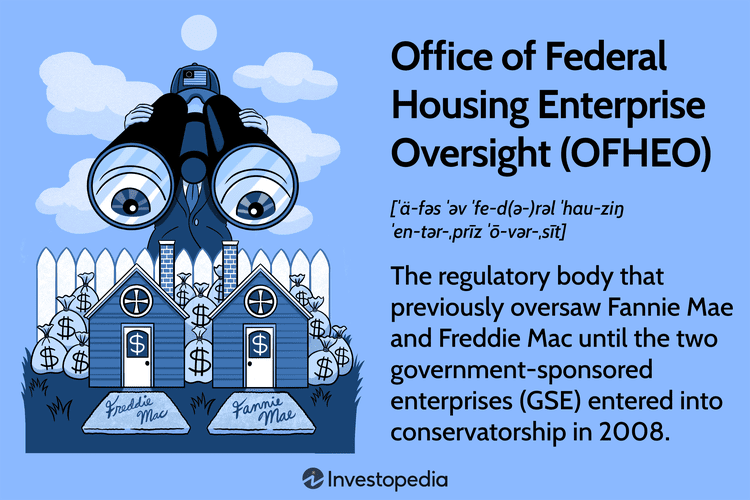 Office of Federal
Housing Enterprise
Oversight (OFHEO)
[ˈä-fəs ˈəv ˈfe-d(ə-)rəl ˈhau̇-ziŋ
ˈen-tər-ˌprīz ˈō-vər-ˌsīt]
The regulatory body that
previously oversaw Fannie Mae
and Freddie Mac until the two
government-sponsored
enterprises (GSE) entered into
conservatorship in 2008.
$
$
$
$
$
$
$
$
$
$
$
Freddie
Mac
Fannie
Mae
Investopedia